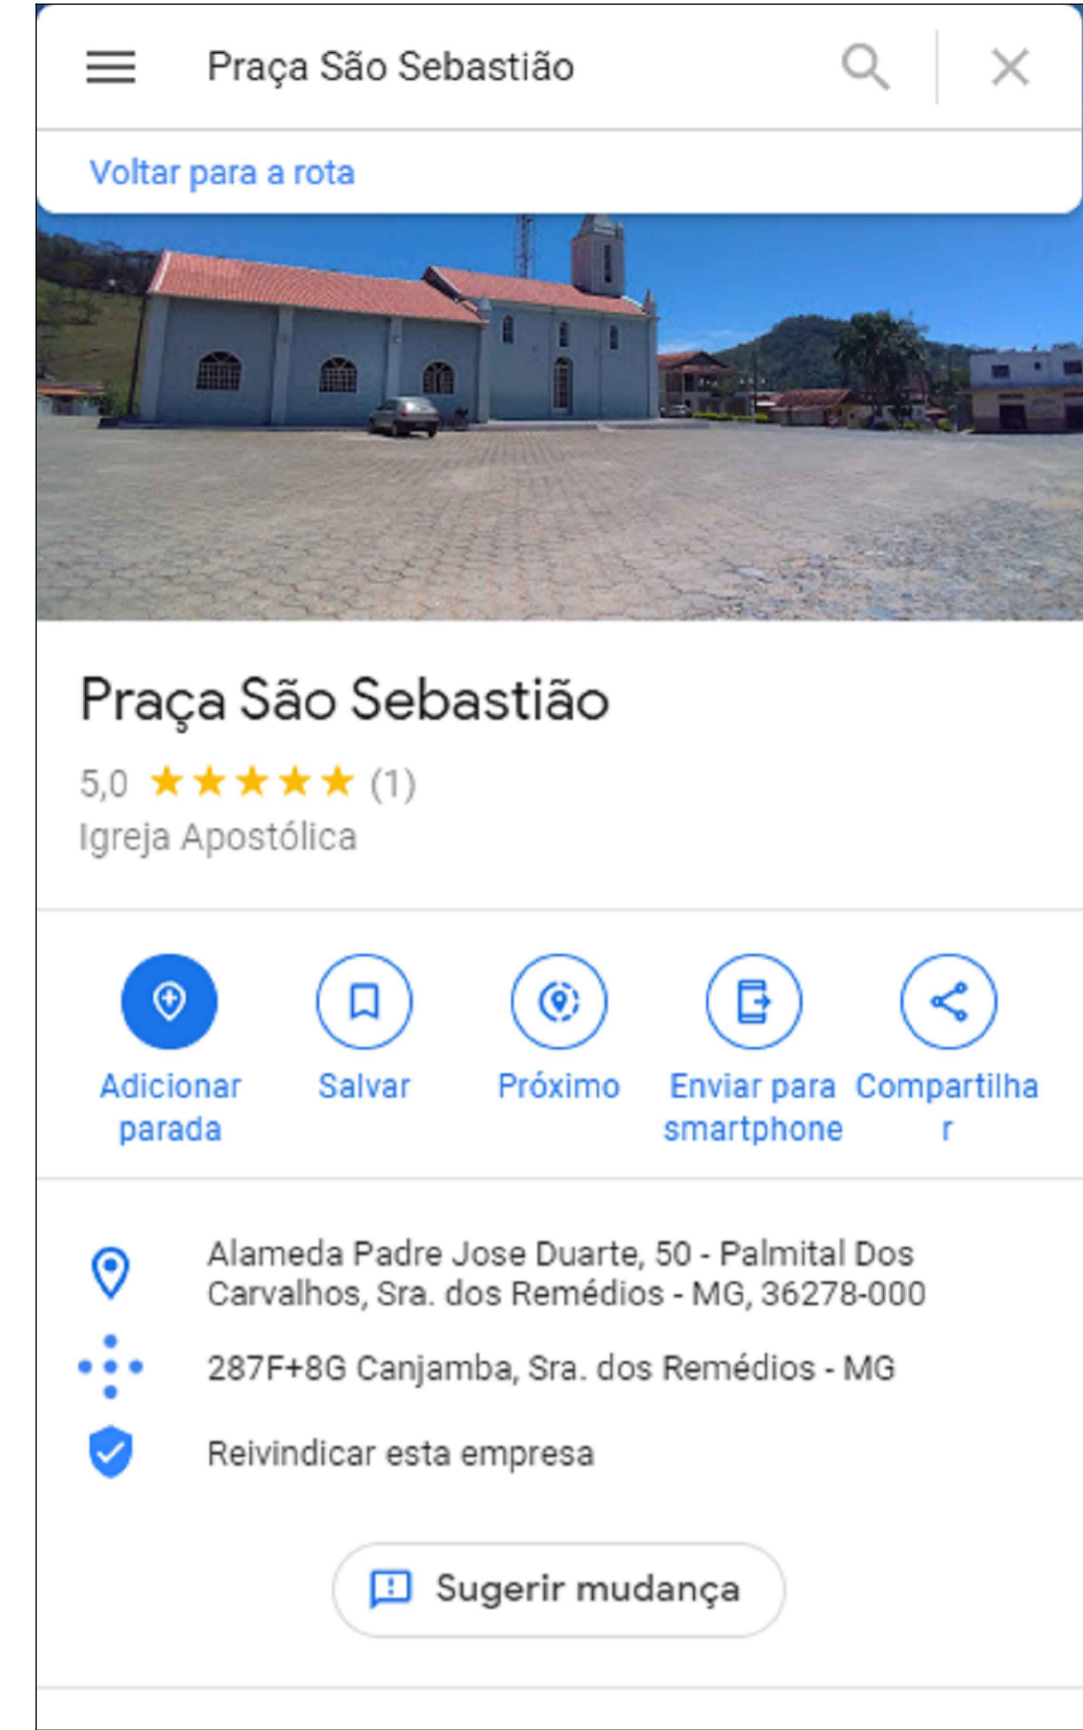 Praça São Sebastião
Voltar para a rota
Praça São Sebastião
5,0 ★★★★★ (1)
Igreja Apostólica
Adicionar parada
Salvar
Próximo
Enviar para smartphone
Compartilhar
Alameda Padre Jose Duarte, 50 - Palmital Dos
Carvalhos, Sra. dos Remédios - MG, 36278-000
287F+8G Canjamba, Sra. dos Remédios - MG
Reivindicar esta empresa
Sugerir mudança